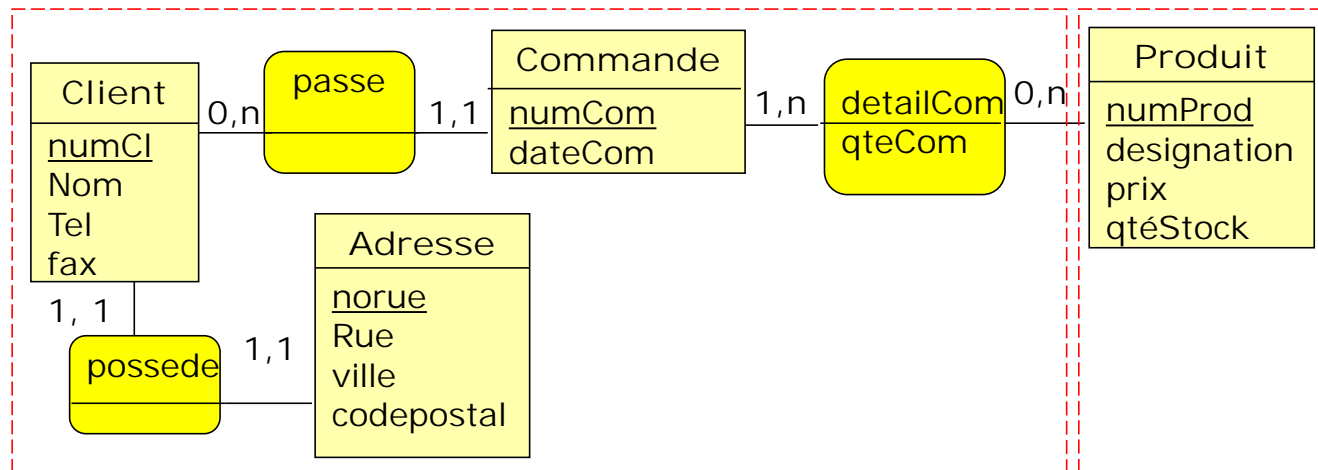 Client
numCl
Nom
Tel
fax
0,n
passe
1,1
Commande
numCom
dateCom
1,n
detailCom
qteCom
0,n
Produit
numProd
designation
prix
qtéStock
1, 1
possede
1,1
Adresse
norue
Rue
ville
codepostal